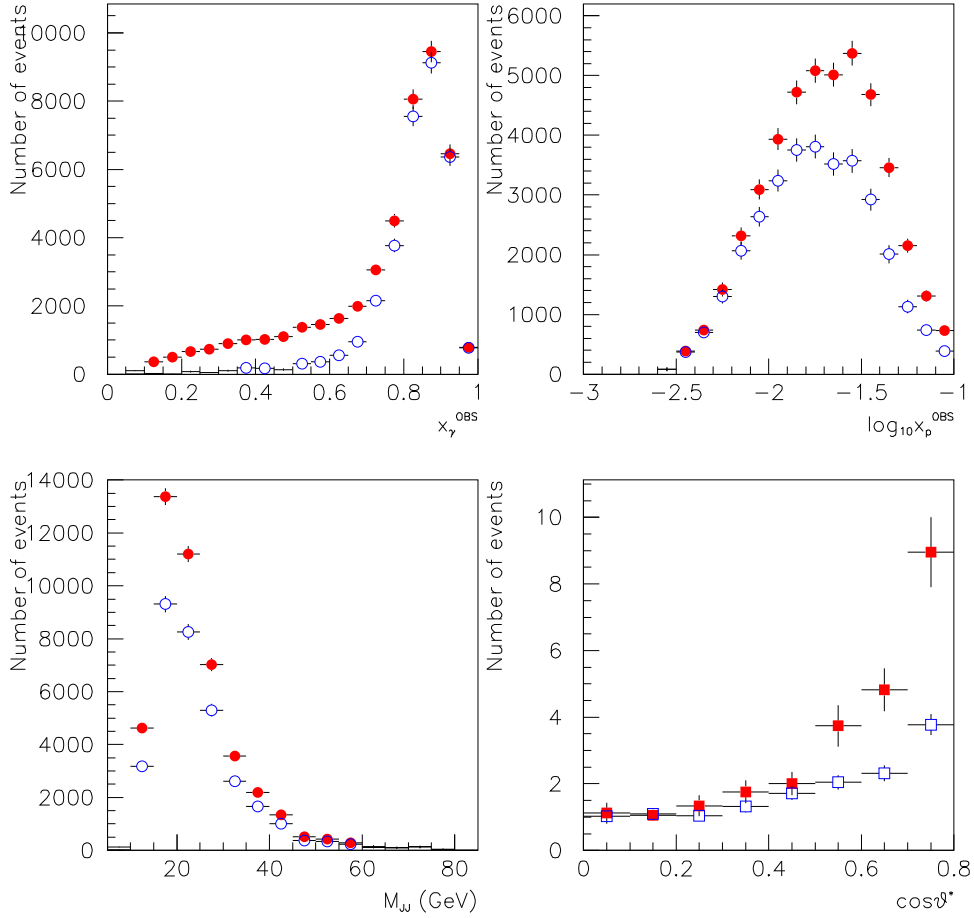 Number of events
10000
8000
6000
4000
2000
0
0 0.2 0.4 0.6 0.8 1
xγ^OBS
Number of events
6000
5000
4000
3000
2000
1000
0
−3 −2.5 −2 −1.5 −1
log₁₀xₚ^OBS
Number of events
14000
12000
10000
8000
6000
4000
2000
0
20 40 60 80
M_JJ (GeV)
Number of events
10
8
6
4
2
0
0 0.2 0.4 0.6 0.8
cosϑ*